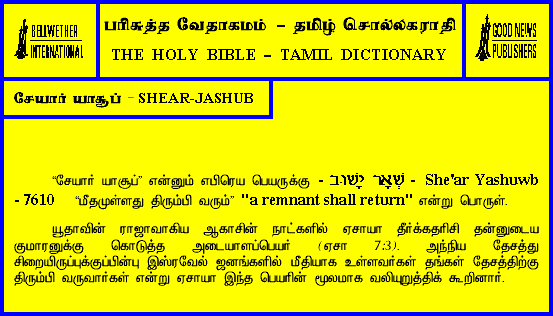 BELLWETHER
INTERNATIONAL
பரிசுத்த வேதாகமம் – தமிழ் சொல்லகராதி
THE HOLY BIBLE – TAMIL DICTIONARY
GOOD NEWS
PUBLISHERS
சேயார் யாசூப் – SHEAR-JASHUB
“சேயார் யாசூப்” என்னும் எபிரெய பெயருக்கு - שְׁאָר יָשׁוּב - She'ar Yashuwb
- 7610 “மீதமுள்ளது திரும்பி வரும்” "a remnant shall return" என்று பொருள்.
யூதாவின் ராஜாவாகிய ஆகாசின் நாட்களில் ஏசாயா தீர்க்கதரிசி தன்னுடைய
குமாரனுக்கு கொடுத்த அடையாளப்பெயர் (ஏசா 7:3). அந்நிய தேசத்து
சிறையிருப்புக்குப்பின்பு இஸ்ரவேல் ஜனங்களில் மீதியாக உள்ளவர்கள் தங்கள் தேசத்திற்கு
திரும்பி வருவார்கள் என்று ஏசாயா இந்த பெயரின் மூலமாக வலியுறுத்திக் கூறினார்.